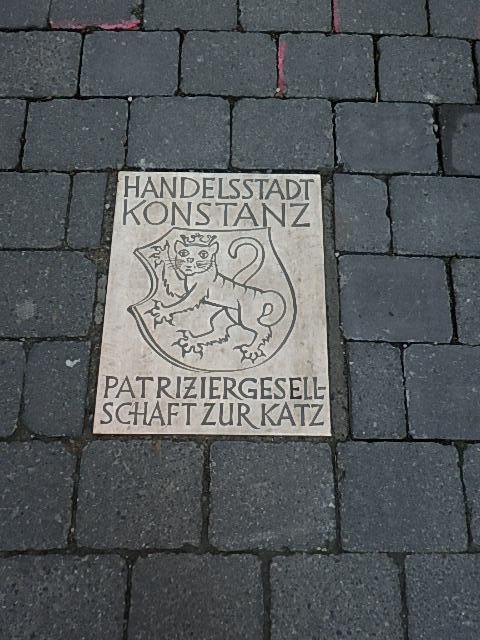 HANDELSSTADT
KONSTANZ
PATRIZIERGESELL-
SCHAFT ZUR KATZ